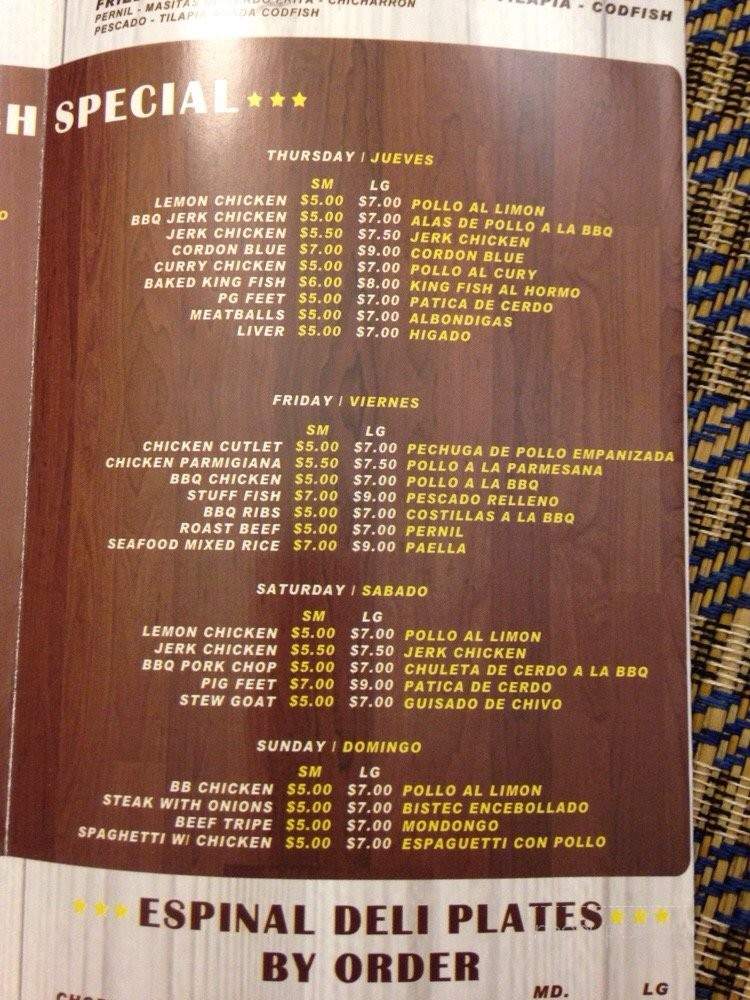 PERNIL - MASITAS DE CERDO FRITA - CHICHARRON
PESCADO - TILAPIA CODFISH
TILAPIA - CODFISH
H SPECIAL
THURSDAY / JUEVES
SM LG
LEMON CHICKEN $5.00 $7.00 POLLO AL LIMON
BBQ JERK CHICKEN $5.00 $7.00 ALAS DE POLLO A LA BBQ
JERK CHICKEN $5.50 $7.50 JERK CHICKEN
CORDON BLUE $7.00 $9.00 CORDON BLUE
CURRY CHICKEN $5.00 $7.00 POLLO AL CURY
BAKED KING FISH $6.00 $8.00 KING FISH AL HORMO
PG FEET $5.00 $7.00 PATICA DE CERDO
MEATBALLS $5.00 $7.00 ALBONDIGAS
LIVER $5.00 $7.00 HIGADO
FRIDAY / VIERNES
SM LG
CHICKEN CUTLET $5.00 $7.00 PECHUGA DE POLLO EMPANIZADA
CHICKEN PARMIGIANA $5.50 $7.50 POLLO A LA PARMESANA
BBQ CHICKEN $5.00 $7.00 POLLO A LA BBQ
STUFF FISH $7.00 $9.00 PESCADO RELLENO
BBQ RIBS $5.00 $7.00 COSTILLAS A LA BBQ
ROAST BEEF $5.00 $7.00 PERNIL
SEAFOOD MIXED RICE $7.00 $9.00 PAELLA
SATURDAY / SABADO
SM LG
LEMON CHICKEN $5.00 $7.00 POLLO AL LIMON
JERK CHICKEN $5.50 $7.50 JERK CHICKEN
BBQ PORK CHOP $5.00 $7.00 CHULETA DE CERDO A LA BBQ
PIG FEET $7.00 $9.00 PATICA DE CERDO
STEW GOAT $5.00 $7.00 GUISADO DE CHIVO
SUNDAY / DOMINGO
SM LG
BB CHICKEN $5.00 $7.00 POLLO AL LIMON
STEAK WITH ONIONS $5.00 $7.00 BISTEC ENCEBOLLADO
BEEF TRIPE $5.00 $7.00 MONDONGO
SPAGHETTI W/ CHICKEN $5.00 $7.00 ESPAGUETTI CON POLLO
ESPINAL DELI PLATES
BY ORDER
MD. LG